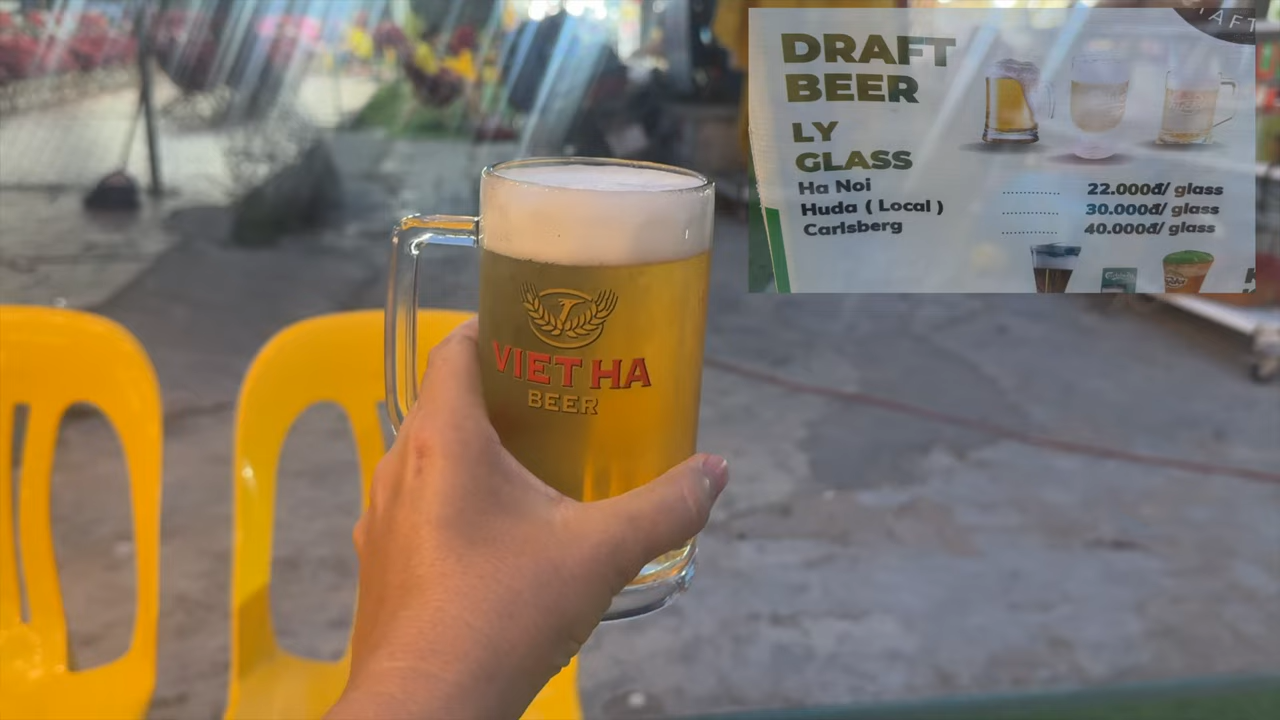 VIET HA
BEER
DRAFT
BEER
LY
GLASS
Ha Noi ............ 22.000đ/ glass
Huda ( Local ) ............ 30.000đ/ glass
Carlsberg ............ 40.000đ/ glass